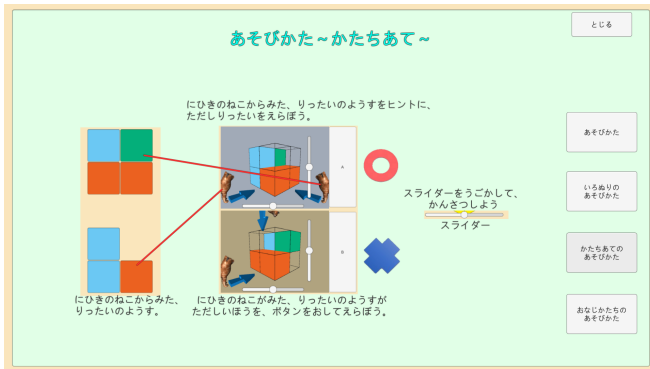 あそびかた～かたちあて～
とじる
にひきのねこからみた、りったいのようすをヒントに、
ただしりったいをえらぼう。
あそびかた
いろぬりの
あそびかた
スライダーをうごかして、
かんさつしよう
スライダー
かたちあての
あそびかた
にひきのねこからみた、
りったいのようす。
にひきのねこがみた、りったいのようすが
ただしいほうを、ボタンをおしてえらぼう。
おなじかたちの
あそびかた